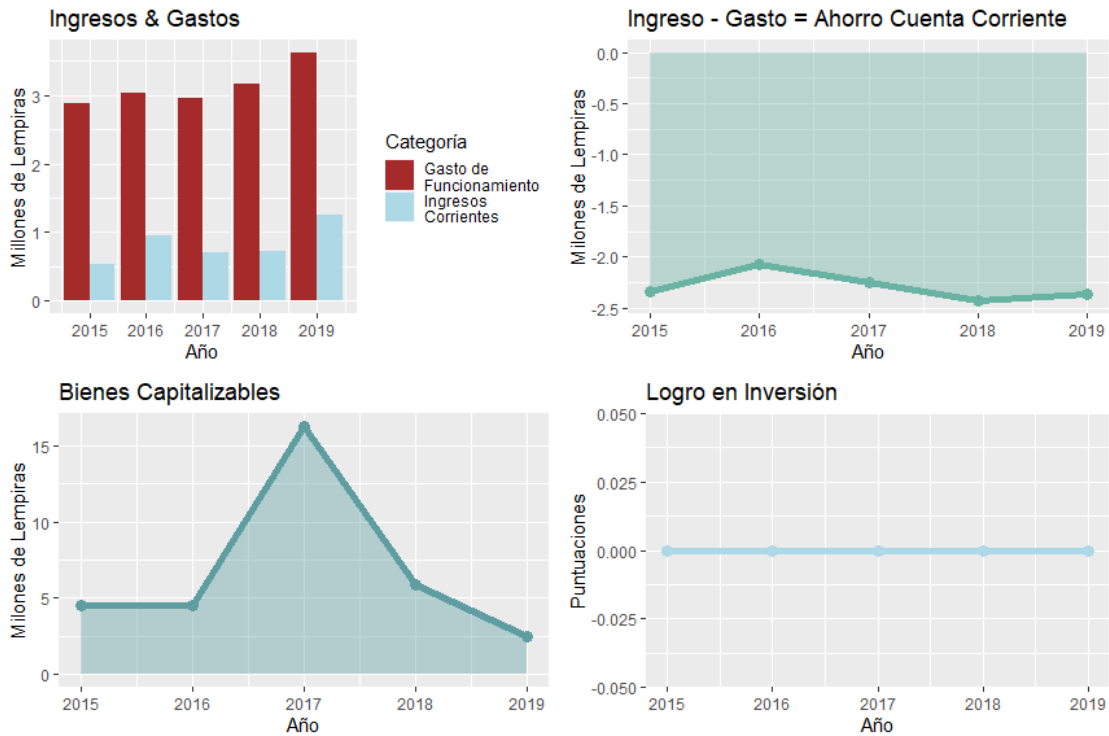 Ingresos & Gastos
Millones de Lempiras
3
2
1
0
2015 2016 2017 2018 2019
Año
Categoría
Gasto de
Funcionamiento
Ingresos
Corrientes
Ingreso - Gasto = Ahorro Cuenta Corriente
Milones de Lempiras
0.0
-0.5
-1.0
-1.5
-2.0
-2.5
2015 2016 2017 2018 2019
Año
Bienes Capitalizables
Milones de Lempiras
15
10
5
0
2015 2016 2017 2018 2019
Año
Logro en Inversión
Puntuaciones
0.050
0.025
0.000
-0.025
-0.050
2015 2016 2017 2018 2019
Año